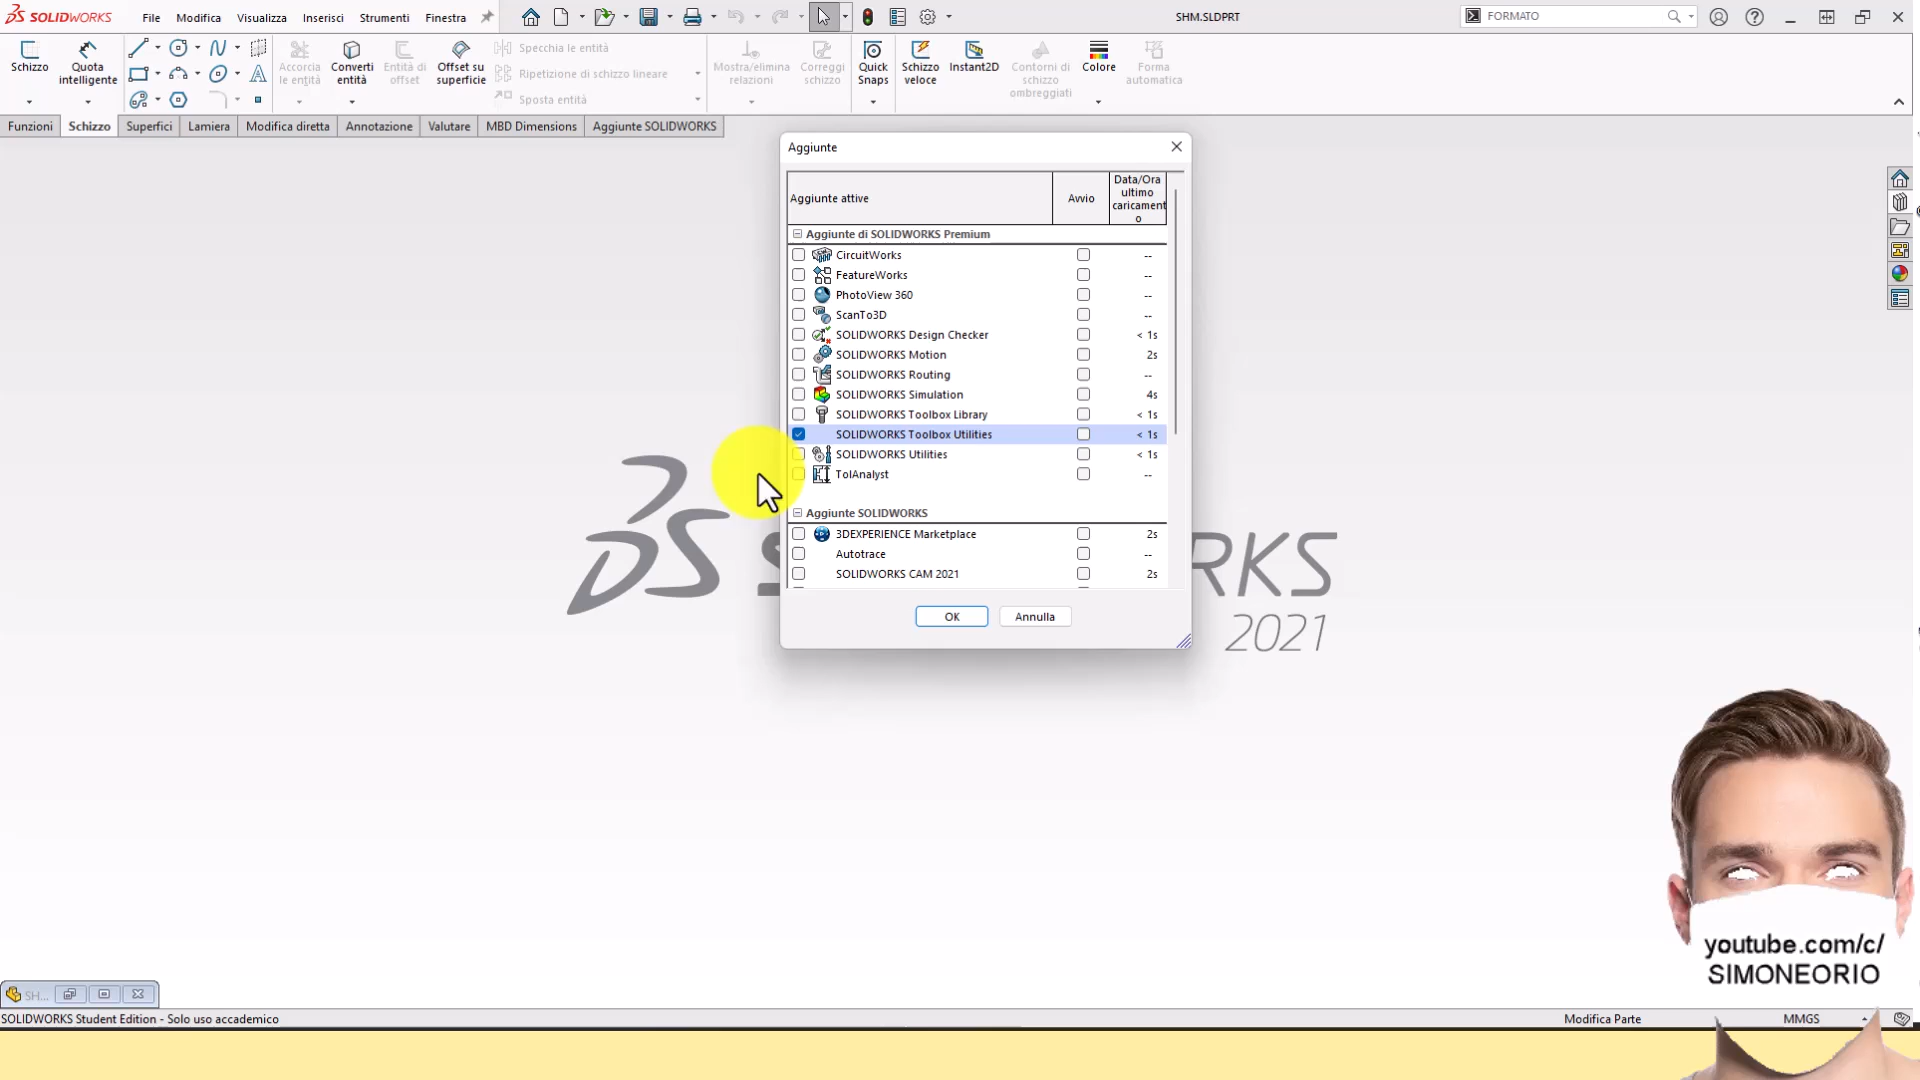 SOLIDWORKS File Modifica Visualizza Inserisci Strumenti Finestra SHM.SLDPRT FORMATO
Schizzo
Quota intelligente
Accorcia le entità
Converti entità
Entità di offset
Offset su superficie
Specchia le entità
Ripetizione di schizzo lineare
Sposta entità
Mostra/elimina relazioni
Correggi schizzo
Quick Snaps
Schizzo veloce
Instant2D
Contorni di schizzo ombreggiati
Colore
Forma automatica
Funzioni Schizzo Superfici Lamiera Modifica diretta Annotazione Valutare MBD Dimensions Aggiunte SOLIDWORKS
Aggiunte
Aggiunte attive Avvio
Data/Ora
ultimo
caricament
o
Aggiunte di SOLIDWORKS Premium
CircuitWorks --
FeatureWorks --
PhotoView 360 --
ScanTo3D --
SOLIDWORKS Design Checker < 1s
SOLIDWORKS Motion 2s
SOLIDWORKS Routing --
SOLIDWORKS Simulation 4s
SOLIDWORKS Toolbox Library < 1s
SOLIDWORKS Toolbox Utilities < 1s
SOLIDWORKS Utilities < 1s
TolAnalyst --
Aggiunte SOLIDWORKS
3DEXPERIENCE Marketplace 2s
Autotrace --
SOLIDWORKS CAM 2021 2s
OK Annulla
RKS
2021
youtube.com/c/
SIMONEORIO
SH...
SOLIDWORKS Student Edition - Solo uso accademico Modifica Parte MMGS